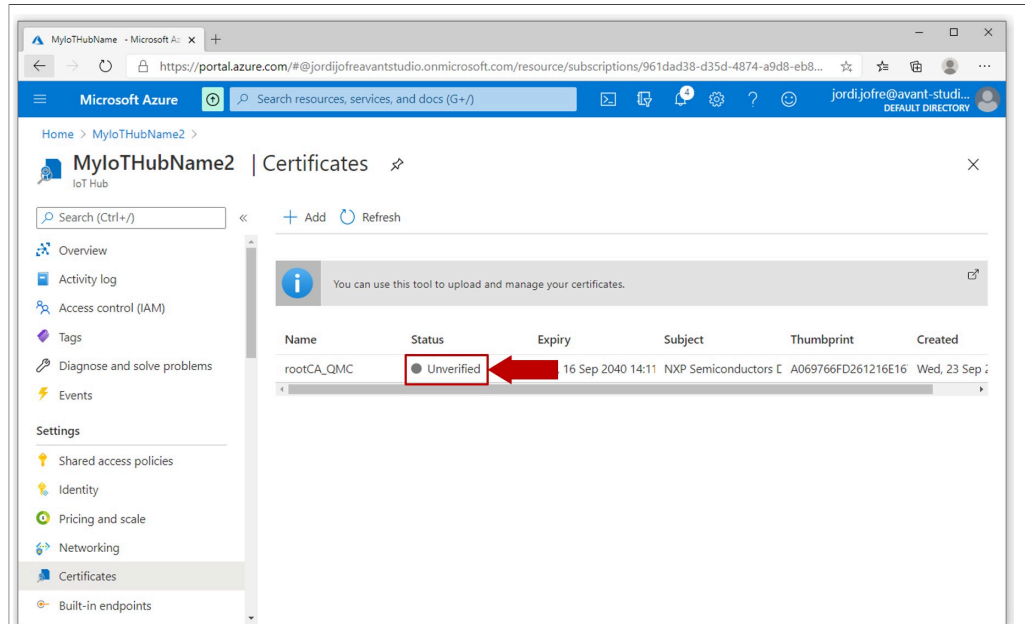 MyIoTHubName - Microsoft Az
https://portal.azure.com/#@jordijofreavantstudio.onmicrosoft.com/resource/subscriptions/961dad38-d35d-4874-a9d8-eb8...
Microsoft Azure
Search resources, services, and docs (G+/)
4
jordi.jofre@avant-studi...
DEFAULT DIRECTORY
Home > MyIoTHubName2 >
MyIoTHubName2 | Certificates
IoT Hub
Search (Ctrl+/)
«
+ Add Refresh
Overview
Activity log
Access control (IAM)
Tags
Diagnose and solve problems
Events
Settings
Shared access policies
Identity
Pricing and scale
Networking
Certificates
Built-in endpoints
You can use this tool to upload and manage your certificates.
Name Status Expiry Subject Thumbprint Created
rootCA_QMC Unverified , 16 Sep 2040 14:11 NXP Semiconductors D A069766FD261216E16 Wed, 23 Sep 2